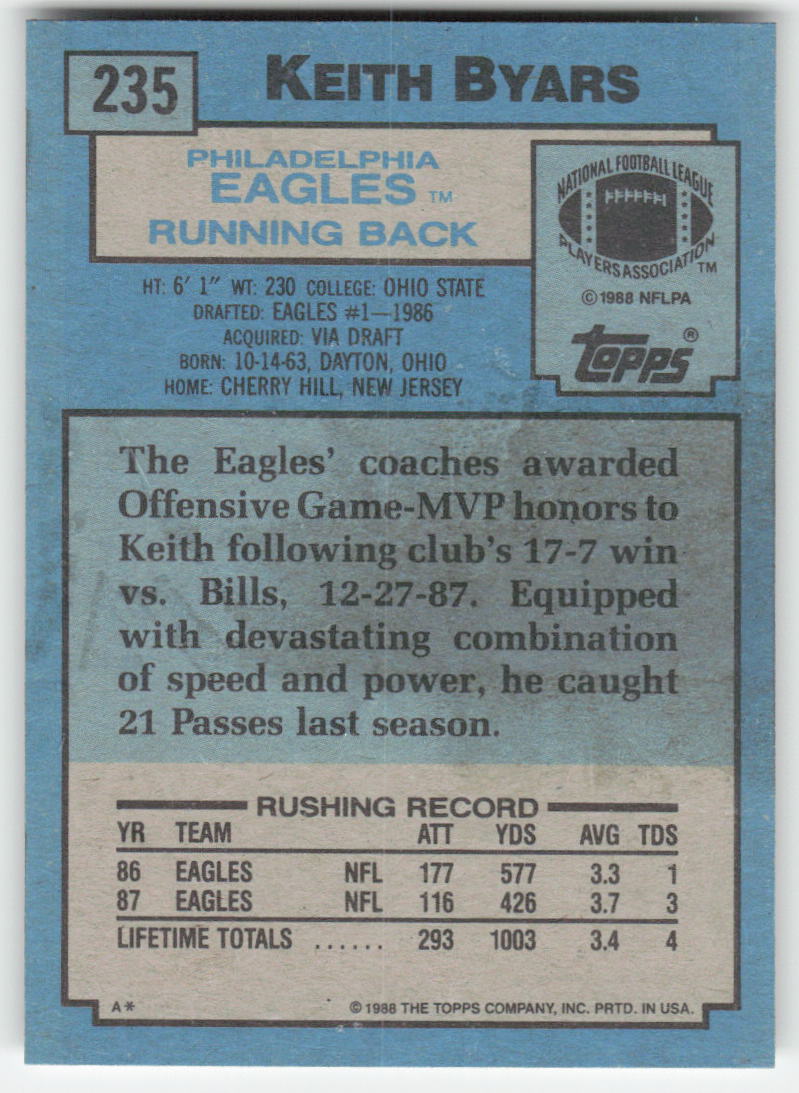 235
KEITH BYARS
PHILADELPHIA
EAGLES TM
RUNNING BACK
NATIONAL FOOTBALL LEAGUE
PLAYERS ASSOCIATION TM
© 1988 NFLPA
topps ®
HT: 6' 1" WT: 230 COLLEGE: OHIO STATE
DRAFTED: EAGLES #1—1986
ACQUIRED: VIA DRAFT
BORN: 10-14-63, DAYTON, OHIO
HOME: CHERRY HILL, NEW JERSEY
The Eagles' coaches awarded
Offensive Game-MVP honors to
Keith following club's 17-7 win
vs. Bills, 12-27-87. Equipped
with devastating combination
of speed and power, he caught
21 Passes last season.
RUSHING RECORD
YR TEAM ATT YDS AVG TDS
86 EAGLES NFL 177 577 3.3 1
87 EAGLES NFL 116 426 3.7 3
LIFETIME TOTALS ...... 293 1003 3.4 4
A* © 1988 THE TOPPS COMPANY, INC. PRTD. IN USA.